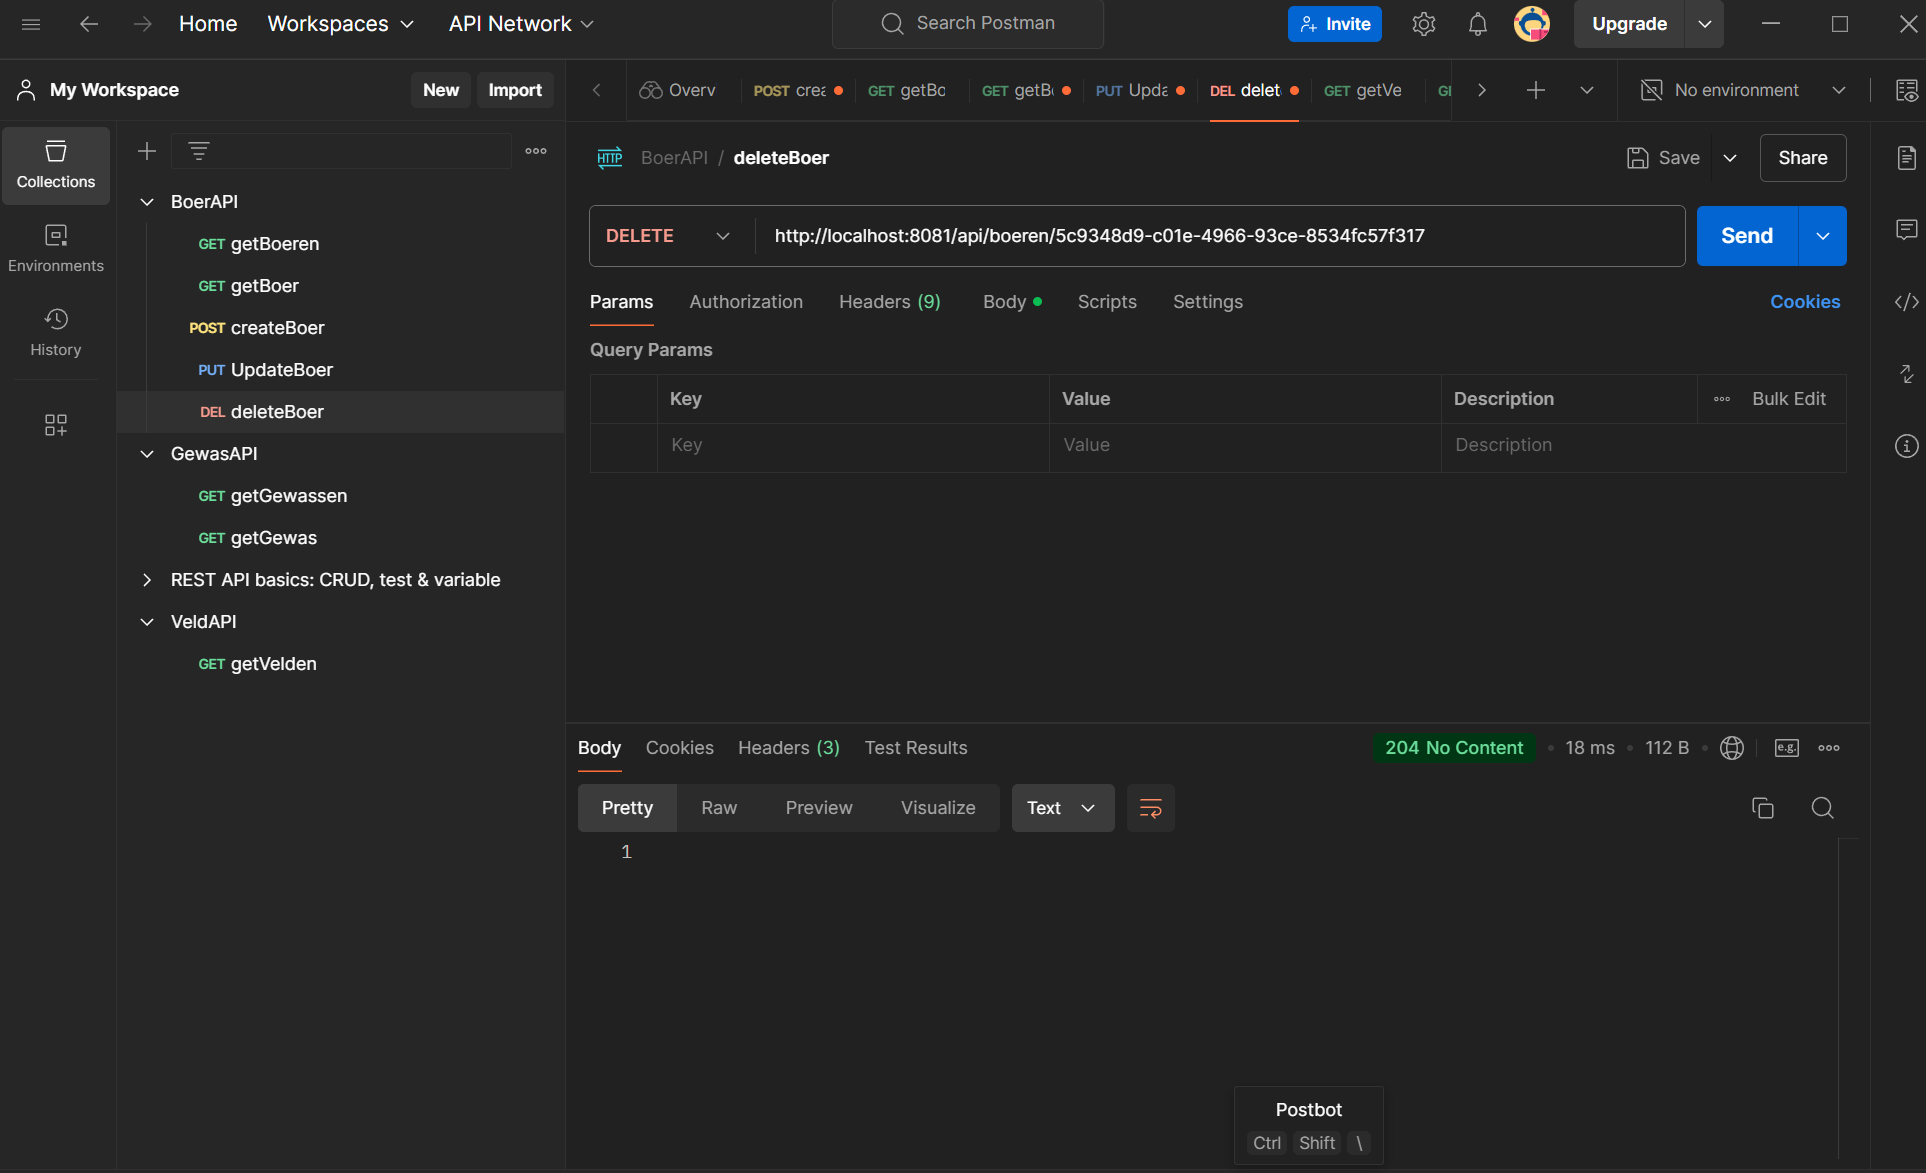 Home Workspaces API Network Search Postman Invite Upgrade
My Workspace New Import
Overv POST crea GET getBo GET getB PUT Upda DEL delet GET getVe No environment
Collections
Environments
History
BoerAPI
GET getBoeren
GET getBoer
POST createBoer
PUT UpdateBoer
DEL deleteBoer
GewasAPI
GET getGewassen
GET getGewas
REST API basics: CRUD, test & variable
VeldAPI
GET getVelden
HTTP BoerAPI / deleteBoer Save Share
DELETE http://localhost:8081/api/boeren/5c9348d9-c01e-4966-93ce-8534fc57f317 Send
Params Authorization Headers (9) Body Scripts Settings Cookies
Query Params
Key Value Description Bulk Edit
Key Value Description
Body Cookies Headers (3) Test Results 204 No Content 18 ms 112 B e.g.
Pretty Raw Preview Visualize Text
1
Postbot
Ctrl Shift \